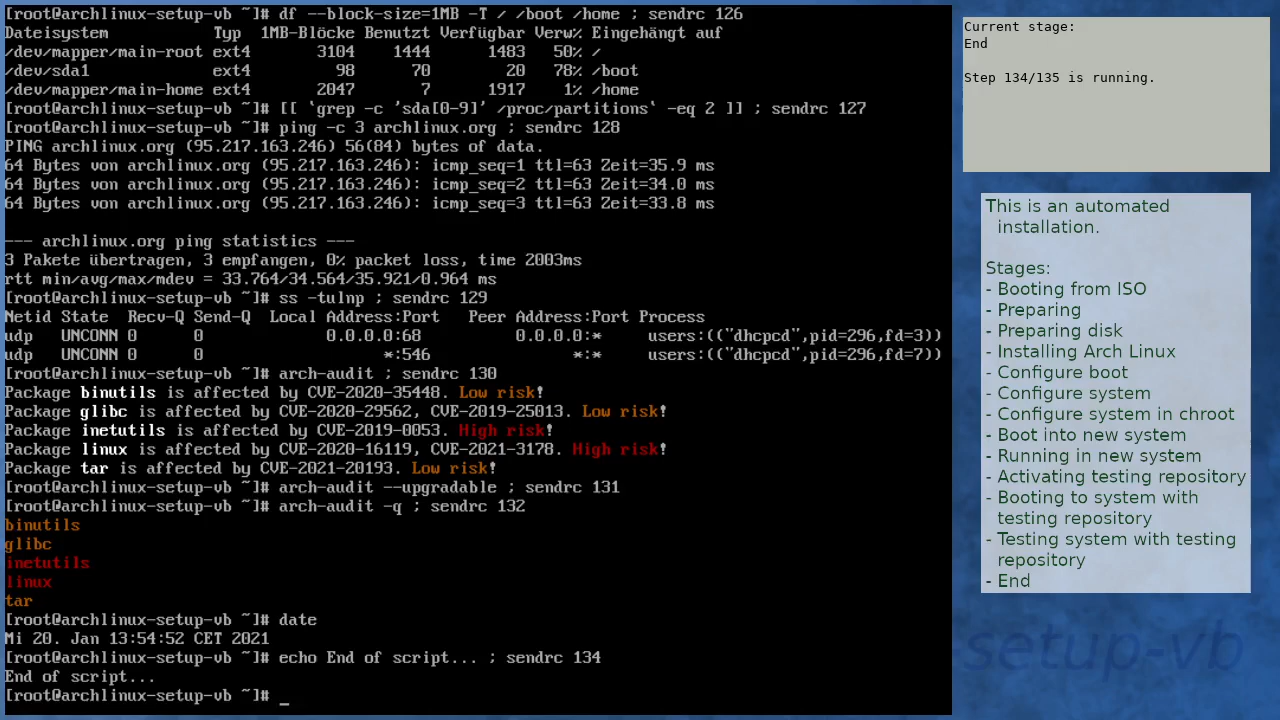 [root@archlinux-setup-vb ~]# df --block-size=1MB -T / /boot /home ; sendrc 126
Dateisystem           Typ  1MB-Blöcke Benutzt Verfügbar Verw% Eingehängt auf
/dev/mapper/main-root ext4       3104    1444      1483   50% /
/dev/sda1             ext4         98      70        20   78% /boot
/dev/mapper/main-home ext4       2047       7      1917    1% /home
[root@archlinux-setup-vb ~]# [[ `grep -c 'sda[0-9]' /proc/partitions` -eq 2 ]] ; sendrc 127
[root@archlinux-setup-vb ~]# ping -c 3 archlinux.org ; sendrc 128
PING archlinux.org (95.217.163.246) 56(84) bytes of data.
64 Bytes von archlinux.org (95.217.163.246): icmp_seq=1 ttl=63 Zeit=35.9 ms
64 Bytes von archlinux.org (95.217.163.246): icmp_seq=2 ttl=63 Zeit=34.0 ms
64 Bytes von archlinux.org (95.217.163.246): icmp_seq=3 ttl=63 Zeit=33.8 ms
--- archlinux.org ping statistics ---
3 Pakete übertragen, 3 empfangen, 0% packet loss, time 2003ms
rtt min/avg/max/mdev = 33.764/34.564/35.921/0.964 ms
[root@archlinux-setup-vb ~]# ss -tulnp ; sendrc 129
Netid State  Recv-Q Send-Q  Local Address:Port   Peer Address:Port Process
udp   UNCONN 0      0             0.0.0.0:68          0.0.0.0:*     users:(("dhcpcd",pid=296,fd=3))
udp   UNCONN 0      0                   *:546               *:*     users:(("dhcpcd",pid=296,fd=7))
[root@archlinux-setup-vb ~]# arch-audit ; sendrc 130
Package binutils is affected by CVE-2020-35448. Low risk!
Package glibc is affected by CVE-2020-29562, CVE-2019-25013. Low risk!
Package inetutils is affected by CVE-2019-0053. High risk!
Package linux is affected by CVE-2020-16119, CVE-2021-3178. High risk!
Package tar is affected by CVE-2021-20193. Low risk!
[root@archlinux-setup-vb ~]# arch-audit --upgradable ; sendrc 131
[root@archlinux-setup-vb ~]# arch-audit -q ; sendrc 132
binutils
glibc
inetutils
linux
tar
[root@archlinux-setup-vb ~]# date
Mi 20. Jan 13:54:52 CET 2021
[root@archlinux-setup-vb ~]# echo End of script... ; sendrc 134
End of script...
[root@archlinux-setup-vb ~]# _
Current stage:
End
Step 134/135 is running.
This is an automated
installation.
Stages:
- Booting from ISO
- Preparing
- Preparing disk
- Installing Arch Linux
- Configure boot
- Configure system
- Configure system in chroot
- Boot into new system
- Running in new system
- Activating testing repository
- Booting to system with
testing repository
- Testing system with testing
repository
- End
setup-vb